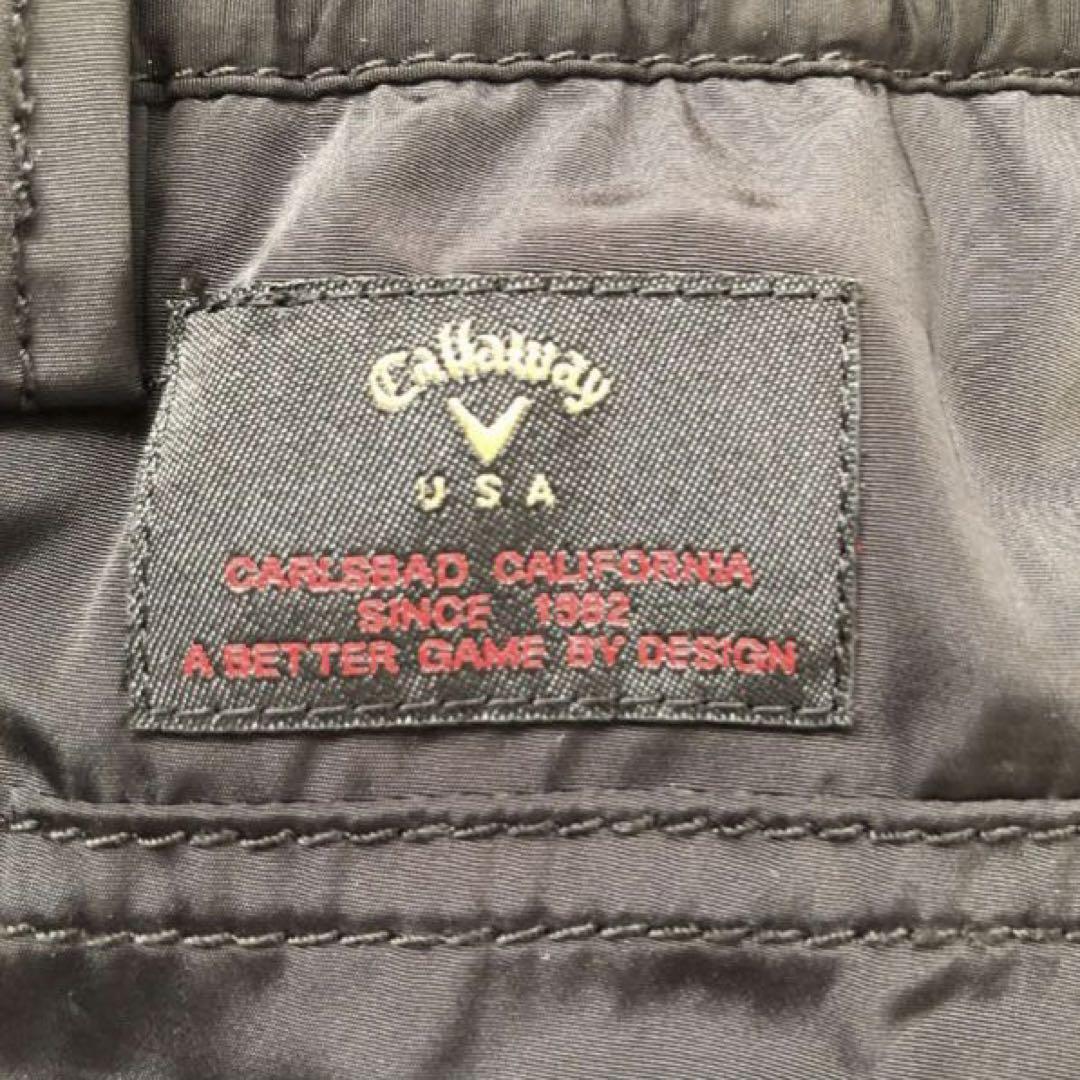 Callaway
USA
CARLSBAD CALIFORNIA
SINCE 1982
A BETTER GAME BY DESIGN